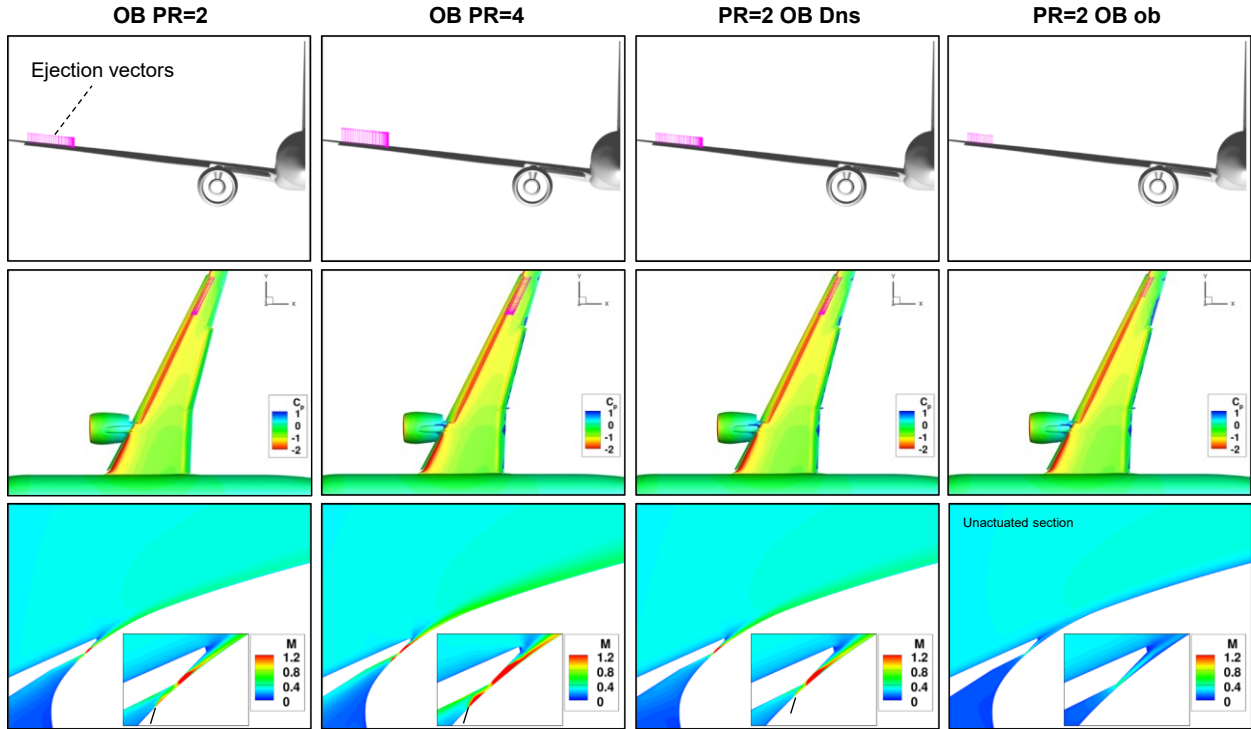 OB PR=2
OB PR=4
PR=2 OB Dns
PR=2 OB ob
Ejection vectors
Y
X
Cp
1
0
-1
-2
Y
X
Cp
1
0
-1
-2
Y
X
Cp
1
0
-1
-2
Y
X
Cp
1
0
-1
-2
M
1.2
0.8
0.4
0
M
1.2
0.8
0.4
0
M
1.2
0.8
0.4
0
Unactuated section
M
1.2
0.8
0.4
0